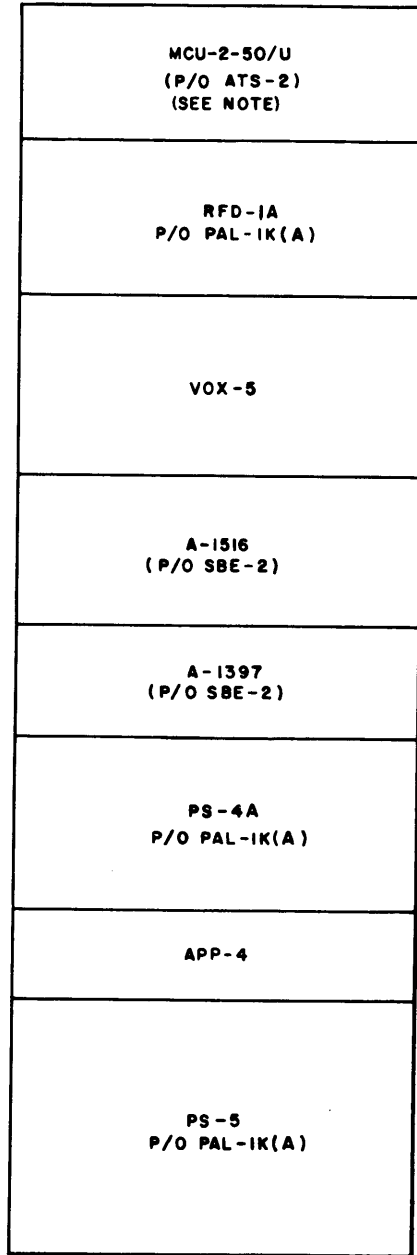 MCU-2-50/U
(P/O ATS-2)
(SEE NOTE)
RFD-1A
P/O PAL-1K(A)
VOX-5
A-1516
(P/O SBE-2)
A-1397
(P/O SBE-2)
PS-4A
P/O PAL-1K(A)
APP-4
PS-5
P/O PAL-1K(A)